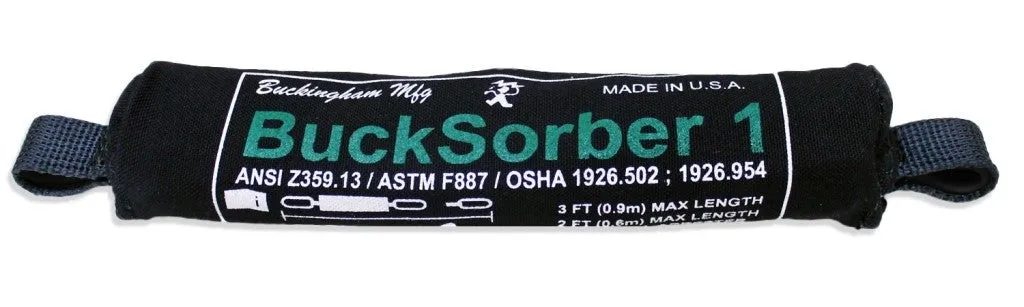 Buckingham Mfg
MADE IN U.S.A.
BuckSorber 1
ANSI Z359.13 / ASTM F887 / OSHA 1926.502 ; 1926.954
3 FT (0.9m) MAX LENGTH
2 FT (0.6m) MAX LENGTH